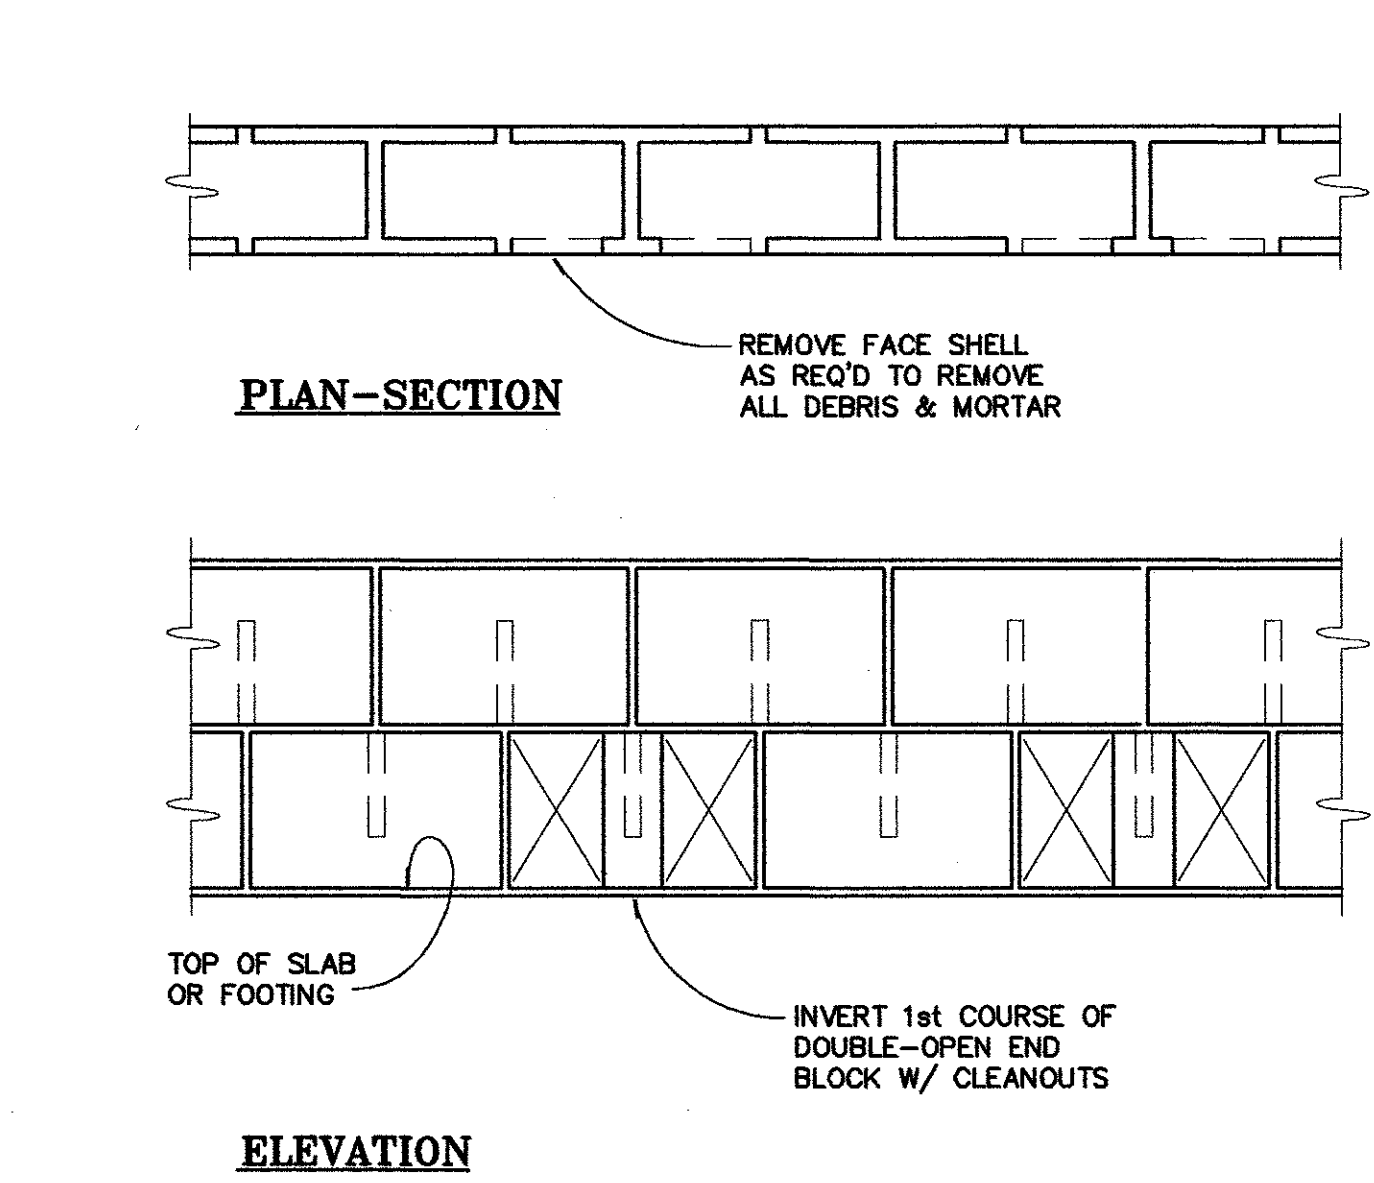 REMOVE FACE SHELL
AS REQ'D TO REMOVE
ALL DEBRIS & MORTAR
PLAN-SECTION
TOP OF SLAB
OR FOOTING
INVERT 1st COURSE OF
DOUBLE-OPEN END
BLOCK W/ CLEANOUTS
ELEVATION